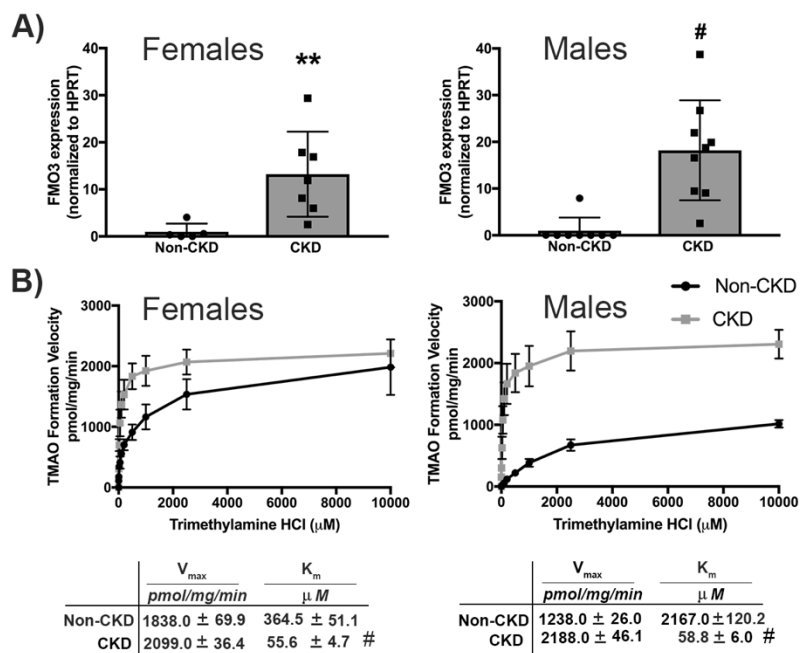 A)
Females
Males
**
#
FMO3 expression
(normalized to HPRT)
40
30
20
10
0
Non-CKD
CKD
FMO3 expression
(normalized to HPRT)
40
30
20
10
0
Non-CKD
CKD
B)
Females
Males
Non-CKD
CKD
TMAO Formation Velocity
pmol/mg/min
3000
2000
1000
0
0 2000 4000 6000 8000 10000
Trimethylamine HCl (μM)
TMAO Formation Velocity
pmol/mg/min
3000
2000
1000
0
0 2000 4000 6000 8000 10000
Trimethylamine HCl (μM)
Vmax Km
pmol/mg/min μ M
Non-CKD 1838.0 ± 69.9 364.5 ± 51.1
CKD 2099.0 ± 36.4 55.6 ± 4.7 #
Vmax Km
pmol/mg/min μ M
Non-CKD 1238.0 ± 26.0 2167.0 ± 120.2
CKD 2188.0 ± 46.1 58.8 ± 6.0 #